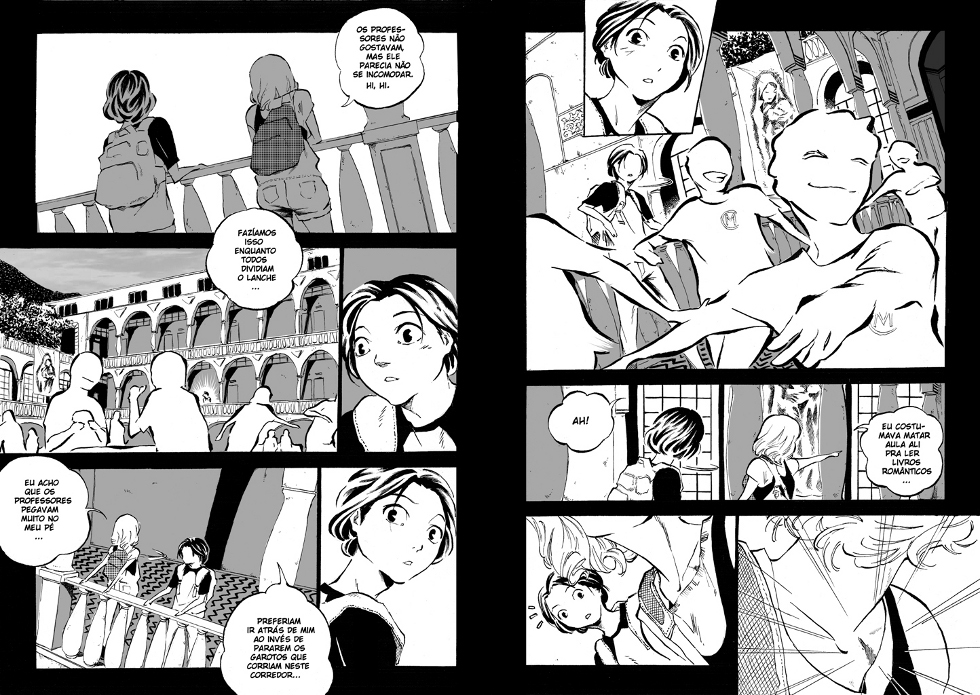 OS PROFES-
SORES NÃO
GOSTAVAM,
MAS ELE
PARECIA NÃO
SE INCOMODAR.
HI, HI.
FAZÍAMOS
ISSO
ENQUANTO
TODOS
DIVIDIAM
O LANCHE
...
EU ACHO
QUE OS
PROFESSORES
PEGAVAM
MUITO NO
MEU PÉ
...
PREFERIAM
IR ATRÁS DE MIM
AO INVÉS DE
PARAREM OS
GAROTOS QUE
CORRIAM NESTE
CORREDOR...
AH!
EU COSTU-
MAVA MATAR
AULA ALI
PRA LER
LIVROS
ROMÂNTICOS
...